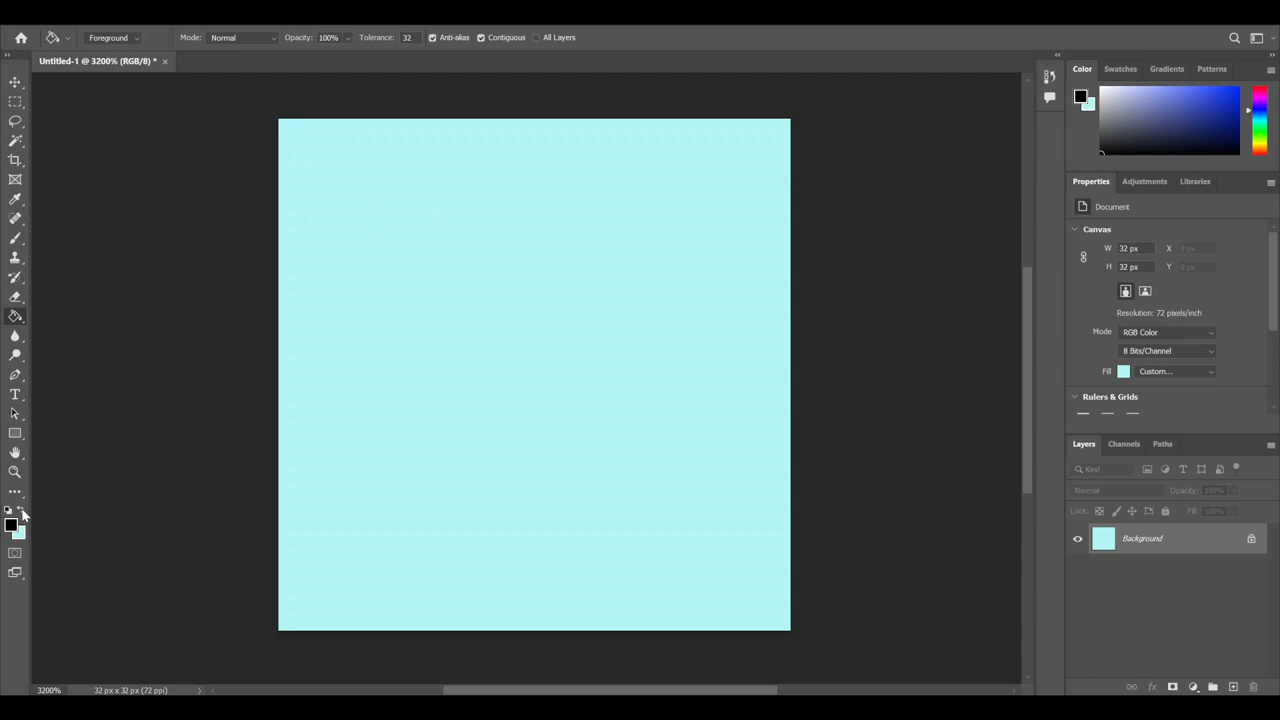 Foreground
Mode: Normal
Opacity: 100%
Tolerance: 32
Anti-alias
Contiguous
All Layers
Untitled-1 @ 3200% (RGB/8) *
Color
Swatches
Gradients
Patterns
Properties
Adjustments
Libraries
Document
Canvas
W 32 px X 0 px
H 32 px Y 0 px
Resolution: 72 pixels/inch
Mode RGB Color
8 Bits/Channel
Fill Custom...
Rulers & Grids
Layers
Channels
Paths
Kind
Normal Opacity: 100%
Lock: Fill: 100%
Background
3200% 32 px x 32 px (72 ppi)